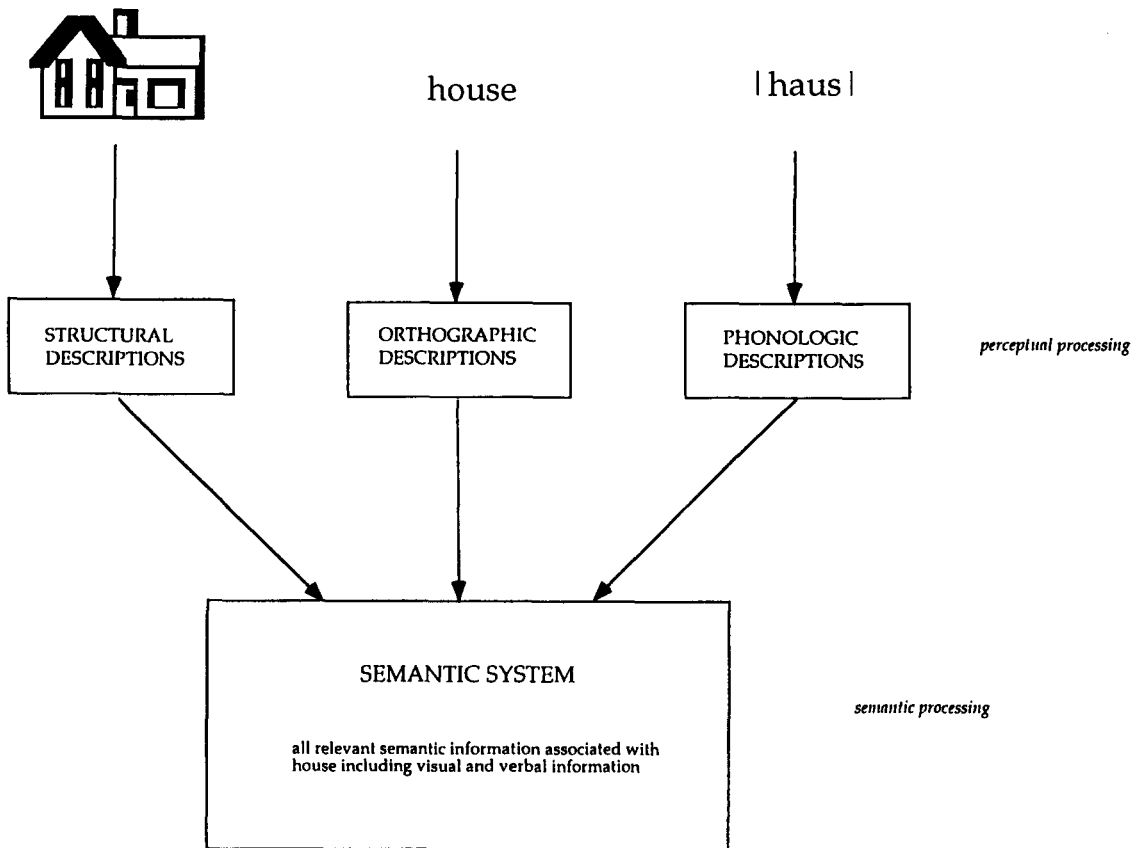 house
|haus|
STRUCTURAL
DESCRIPTIONS
ORTHOGRAPHIC
DESCRIPTIONS
PHONOLOGIC
DESCRIPTIONS
perceptual processing
SEMANTIC SYSTEM
all relevant semantic information associated with
house including visual and verbal information
semantic processing